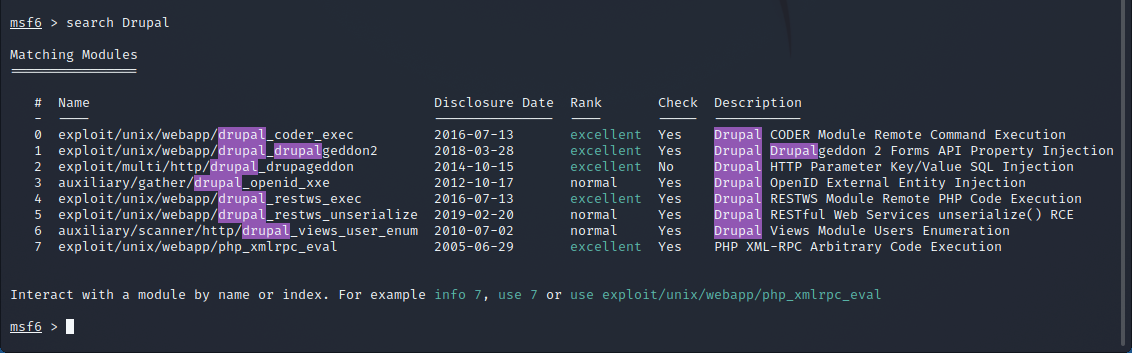 msf6 > search Drupal
Matching Modules
================
# Name Disclosure Date Rank Check Description
- ---- --------------- ---- ----- -----------
0 exploit/unix/webapp/drupal_coder_exec 2016-07-13 excellent Yes Drupal CODER Module Remote Command Execution
1 exploit/unix/webapp/drupal_drupalgeddon2 2018-03-28 excellent Yes Drupal Drupalgeddon 2 Forms API Property Injection
2 exploit/multi/http/drupal_drupageddon 2014-10-15 excellent No Drupal HTTP Parameter Key/Value SQL Injection
3 auxiliary/gather/drupal_openid_xxe 2012-10-17 normal Yes Drupal OpenID External Entity Injection
4 exploit/unix/webapp/drupal_restws_exec 2016-07-13 excellent Yes Drupal RESTWS Module Remote PHP Code Execution
5 exploit/unix/webapp/drupal_restws_unserialize 2019-02-20 normal Yes Drupal RESTful Web Services unserialize() RCE
6 auxiliary/scanner/http/drupal_views_user_enum 2010-07-02 normal Yes Drupal Views Module Users Enumeration
7 exploit/unix/webapp/php_xmlrpc_eval 2005-06-29 excellent Yes PHP XML-RPC Arbitrary Code Execution
Interact with a module by name or index. For example info 7, use 7 or use exploit/unix/webapp/php_xmlrpc_eval
msf6 >